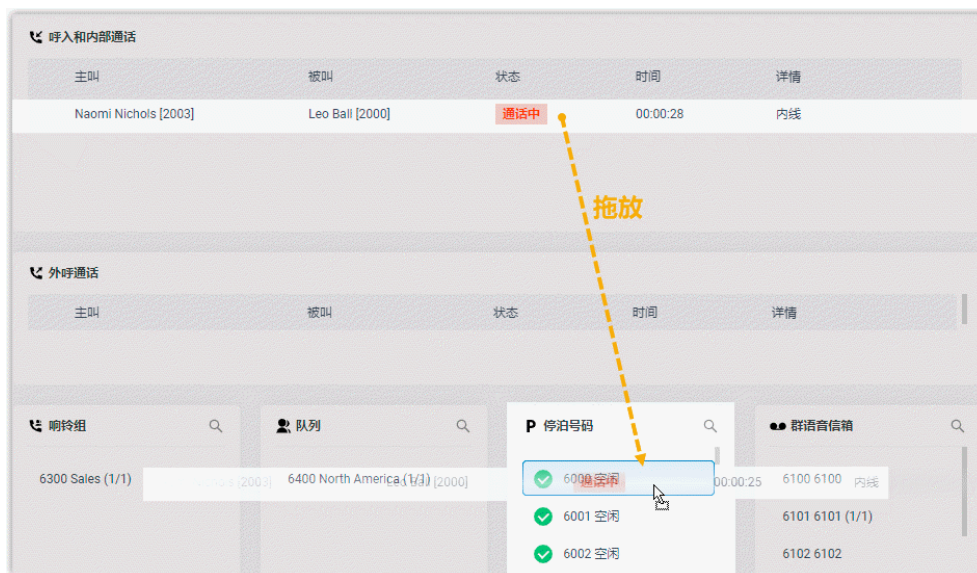 呼入和内部通话
主叫 被叫 状态 时间 详情
Naomi Nichols [2003] Leo Ball [2000] 通话中 00:00:28 内线
拖放
外呼通话
主叫 被叫 状态 时间 详情
响铃组 队列 P 停泊号码 群语音信箱
6300 Sales (1/1) 6400 North America (1/1) 6000 空闲 6100 6100
[2003] Leo Ball [2000] 通话中 00:00:25 内线
6001 空闲 6101 6101 (1/1)
6002 空闲 6102 6102